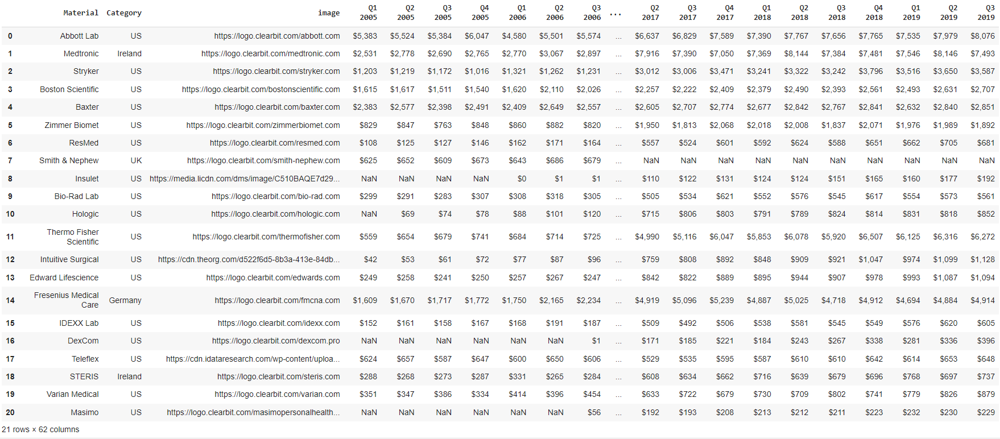 Material Category image Q1 2005 Q2 2005 Q3 2005 Q4 2005 Q1 2006 Q2 2006 Q3 2006 ... Q2 2017 Q3 2017 Q4 2017 Q1 2018 Q2 2018 Q3 2018 Q4 2018 Q1 2019 Q2 2019 Q3 2019
0 Abbott Lab US https://logo.clearbit.com/abbott.com $5,383 $5,524 $5,384 $6,047 $4,580 $5,501 $5,574 ... $6,637 $6,829 $7,589 $7,390 $7,767 $7,656 $7,765 $7,535 $7,979 $8,076
1 Medtronic Ireland https://logo.clearbit.com/medtronic.com $2,531 $2,778 $2,690 $2,765 $2,770 $3,067 $2,897 ... $7,916 $7,390 $7,050 $7,369 $8,144 $7,384 $7,481 $7,546 $8,146 $7,493
2 Stryker US https://logo.clearbit.com/stryker.com $1,203 $1,219 $1,172 $1,016 $1,321 $1,262 $1,231 ... $3,012 $3,006 $3,471 $3,241 $3,322 $3,242 $3,796 $3,516 $3,650 $3,587
3 Boston Scientific US https://logo.clearbit.com/bostonscientific.com $1,615 $1,617 $1,511 $1,540 $1,620 $2,110 $2,026 ... $2,257 $2,222 $2,409 $2,379 $2,490 $2,393 $2,561 $2,493 $2,631 $2,707
4 Baxter US https://logo.clearbit.com/baxter.com $2,383 $2,577 $2,398 $2,491 $2,409 $2,649 $2,557 ... $2,605 $2,707 $2,774 $2,677 $2,842 $2,767 $2,841 $2,632 $2,840 $2,851
5 Zimmer Biomet US https://logo.clearbit.com/zimmerbiomet.com $829 $847 $763 $848 $860 $882 $820 ... $1,950 $1,813 $2,068 $2,018 $2,008 $1,837 $2,071 $1,976 $1,989 $1,892
6 ResMed US https://logo.clearbit.com/resmed.com $108 $125 $127 $146 $162 $171 $164 ... $557 $524 $601 $592 $624 $588 $651 $662 $705 $681
7 Smith & Nephew UK https://logo.clearbit.com/smith-nephew.com $625 $652 $609 $673 $643 $686 $679 ... NaN NaN NaN NaN NaN NaN NaN NaN NaN NaN
8 Insulet US https://media.licdn.com/dms/image/C510BAQE7d29... NaN NaN NaN NaN $0 $1 $1 ... $110 $122 $131 $124 $124 $151 $165 $160 $177 $192
9 Bio-Rad Lab US https://logo.clearbit.com/bio-rad.com $299 $291 $283 $307 $308 $318 $305 ... $505 $534 $621 $552 $576 $545 $617 $554 $573 $561
10 Hologic US https://logo.clearbit.com/hologic.com NaN $69 $74 $78 $88 $101 $120 ... $715 $806 $803 $791 $789 $824 $814 $831 $818 $852
11 Thermo Fisher Scientific US https://logo.clearbit.com/thermofisher.com $559 $654 $679 $741 $684 $714 $725 ... $4,990 $5,116 $6,047 $5,853 $6,078 $5,920 $6,507 $6,125 $6,316 $6,272
12 Intuitive Surgical US https://cdn.theorg.com/d522f6d5-8b3a-413e-84db... $42 $53 $61 $72 $77 $87 $96 ... $759 $808 $892 $848 $909 $921 $1,047 $974 $1,099 $1,128
13 Edward Lifescience US https://logo.clearbit.com/edwards.com $249 $258 $241 $250 $257 $267 $247 ... $842 $822 $889 $895 $944 $907 $978 $993 $1,087 $1,094
14 Fresenius Medical Care Germany https://logo.clearbit.com/fmcna.com $1,609 $1,670 $1,717 $1,772 $1,750 $2,165 $2,234 ... $4,919 $5,096 $5,239 $4,887 $5,025 $4,718 $4,912 $4,694 $4,884 $4,914
15 IDEXX Lab US https://logo.clearbit.com/idexx.com $152 $161 $158 $167 $168 $191 $187 ... $509 $492 $506 $538 $581 $545 $549 $576 $620 $605
16 DexCom US https://logo.clearbit.com/dexcom.pro NaN NaN NaN NaN NaN NaN $1 ... $171 $185 $221 $184 $243 $267 $338 $281 $336 $396
17 Teleflex US https://cdn.idataresearch.com/wp-content/uploa... $624 $657 $587 $647 $600 $650 $606 ... $529 $535 $595 $587 $610 $610 $642 $614 $653 $648
18 STERIS Ireland https://logo.clearbit.com/steris.com $288 $268 $273 $287 $331 $265 $284 ... $608 $634 $662 $716 $639 $679 $696 $768 $697 $737
19 Varian Medical US https://logo.clearbit.com/varian.com $351 $347 $386 $334 $414 $396 $454 ... $633 $722 $679 $730 $709 $802 $741 $779 $826 $879
20 Masimo US https://logo.clearbit.com/masimopersonalhealth... NaN NaN NaN NaN NaN NaN $56 ... $192 $193 $208 $213 $212 $211 $223 $232 $230 $229
21 rows × 62 columns